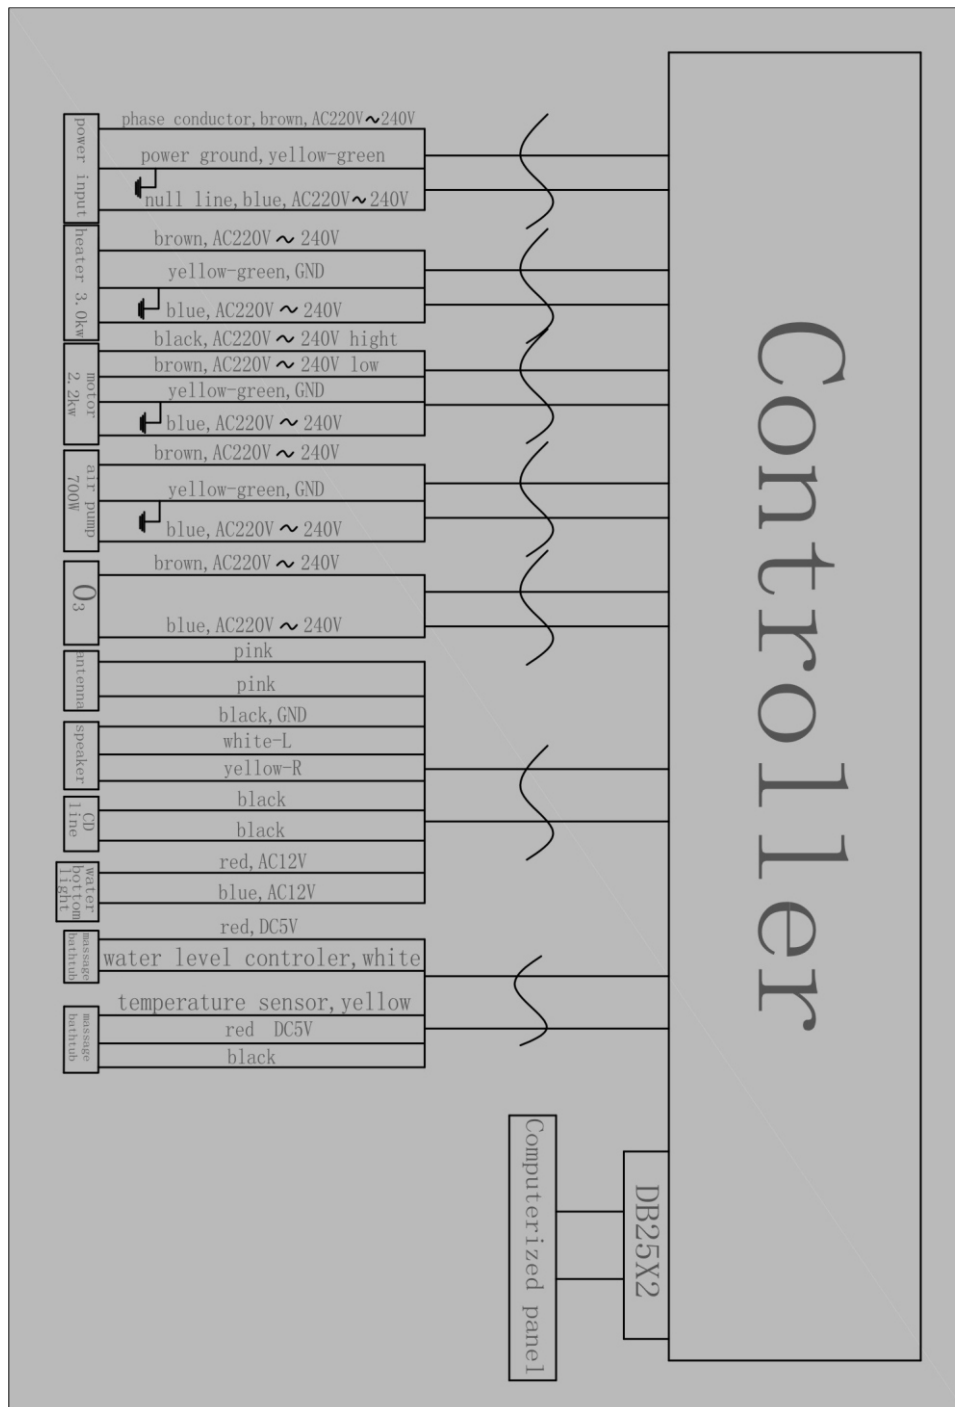 power input
phase conductor, brown, AC220V～240V
power ground, yellow-green
null line, blue, AC220V～240V
heater 3.0kw
brown, AC220V～240V
yellow-green, GND
blue, AC220V～240V
motor
2.2kw
black, AC220V～240V hight
brown, AC220V～240V low
yellow-green, GND
blue, AC220V～240V
air pump
700W
brown, AC220V～240V
yellow-green, GND
blue, AC220V～240V
O3
brown, AC220V～240V
blue, AC220V～240V
antenna
pink
pink
speaker
black, GND
white-L
yellow-R
CD
line
black
black
water
bottom
light
red, AC12V
blue, AC12V
massage
bathtub
red, DC5V
water level controler, white
massage
bathtub
temperature sensor, yellow
red DC5V
black
Controller
DB25X2
Computerized panel